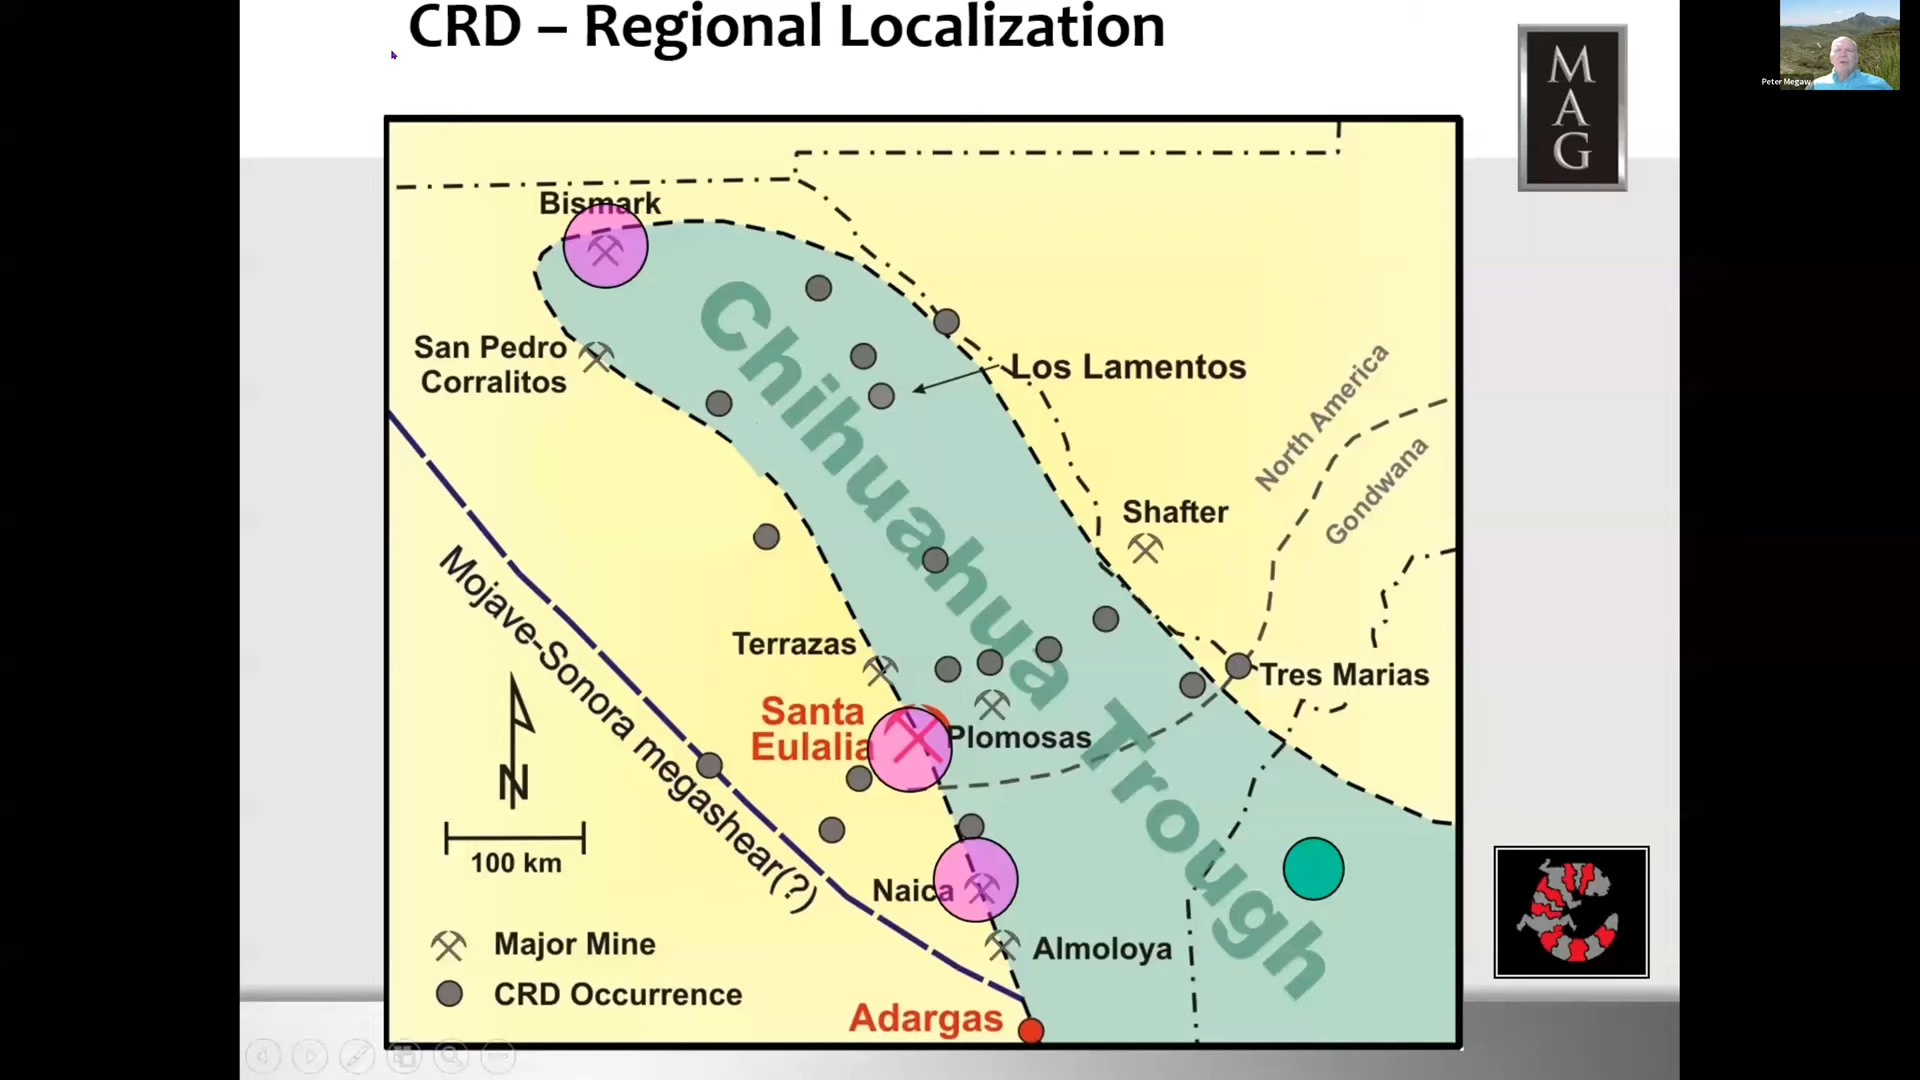 CRD – Regional Localization
MAG
Peter Megaw
Bismark
San Pedro
Corralitos
Los Lamentos
Chihuahua Trough
North America
Gondwana
Shafter
Mojave-Sonora megashear(?)
Terrazas
Tres Marias
Santa
Eulalia
Plomosas
N
100 km
Naica
Almoloya
Major Mine
CRD Occurrence
Adargas